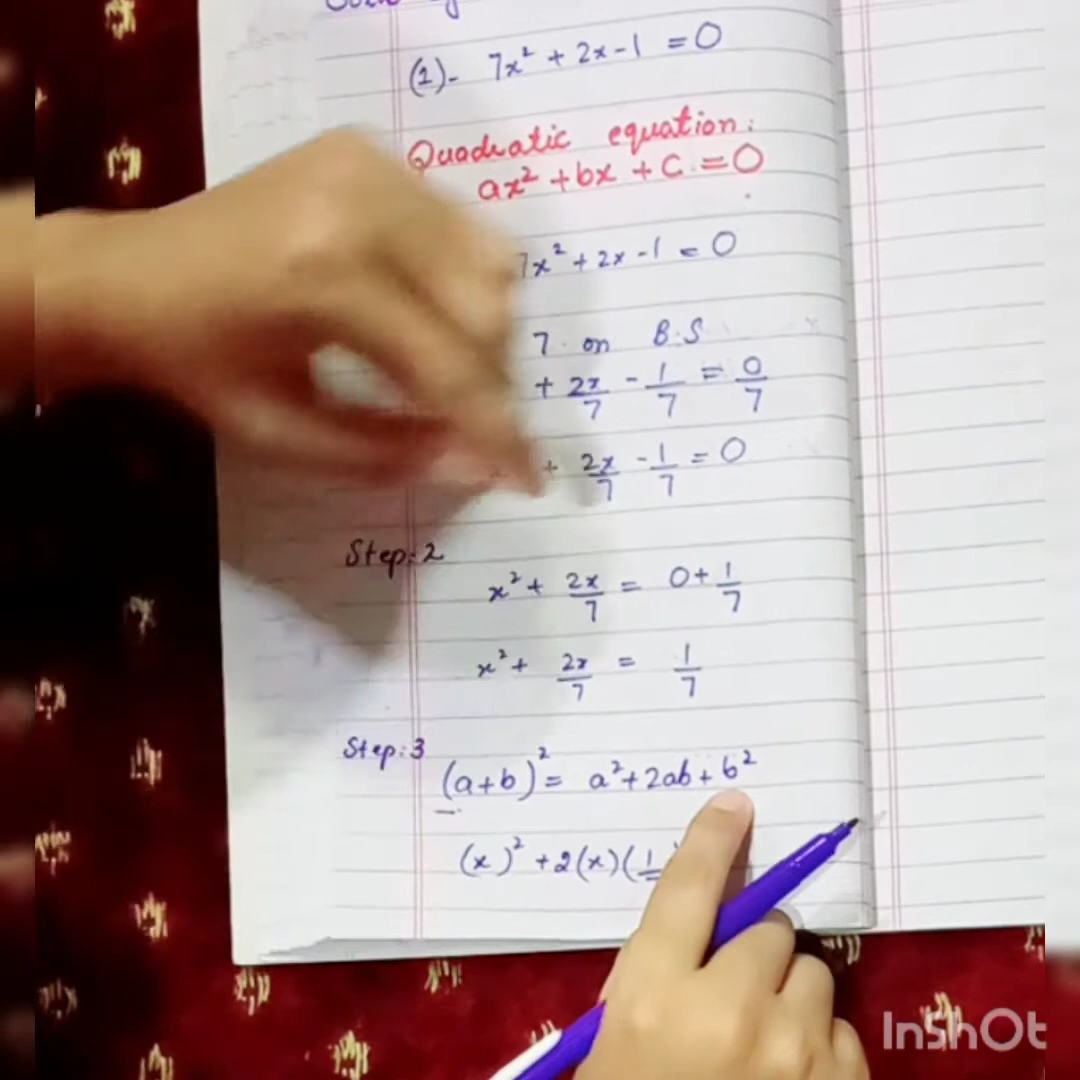 (1)- 7x² + 2x - 1 = 0
Quadratic equation:
ax² + bx + C = 0
7x² + 2x - 1 = 0
7 on B.S
+ 2x/7 - 1/7 = 0/7
+ 2x/7 - 1/7 = 0
Step:2
x² + 2x/7 = 0 + 1/7
x² + 2x/7 = 1/7
Step:3
(a+b)² = a² + 2ab + b²
(x)² + 2(x)(1
InShOt